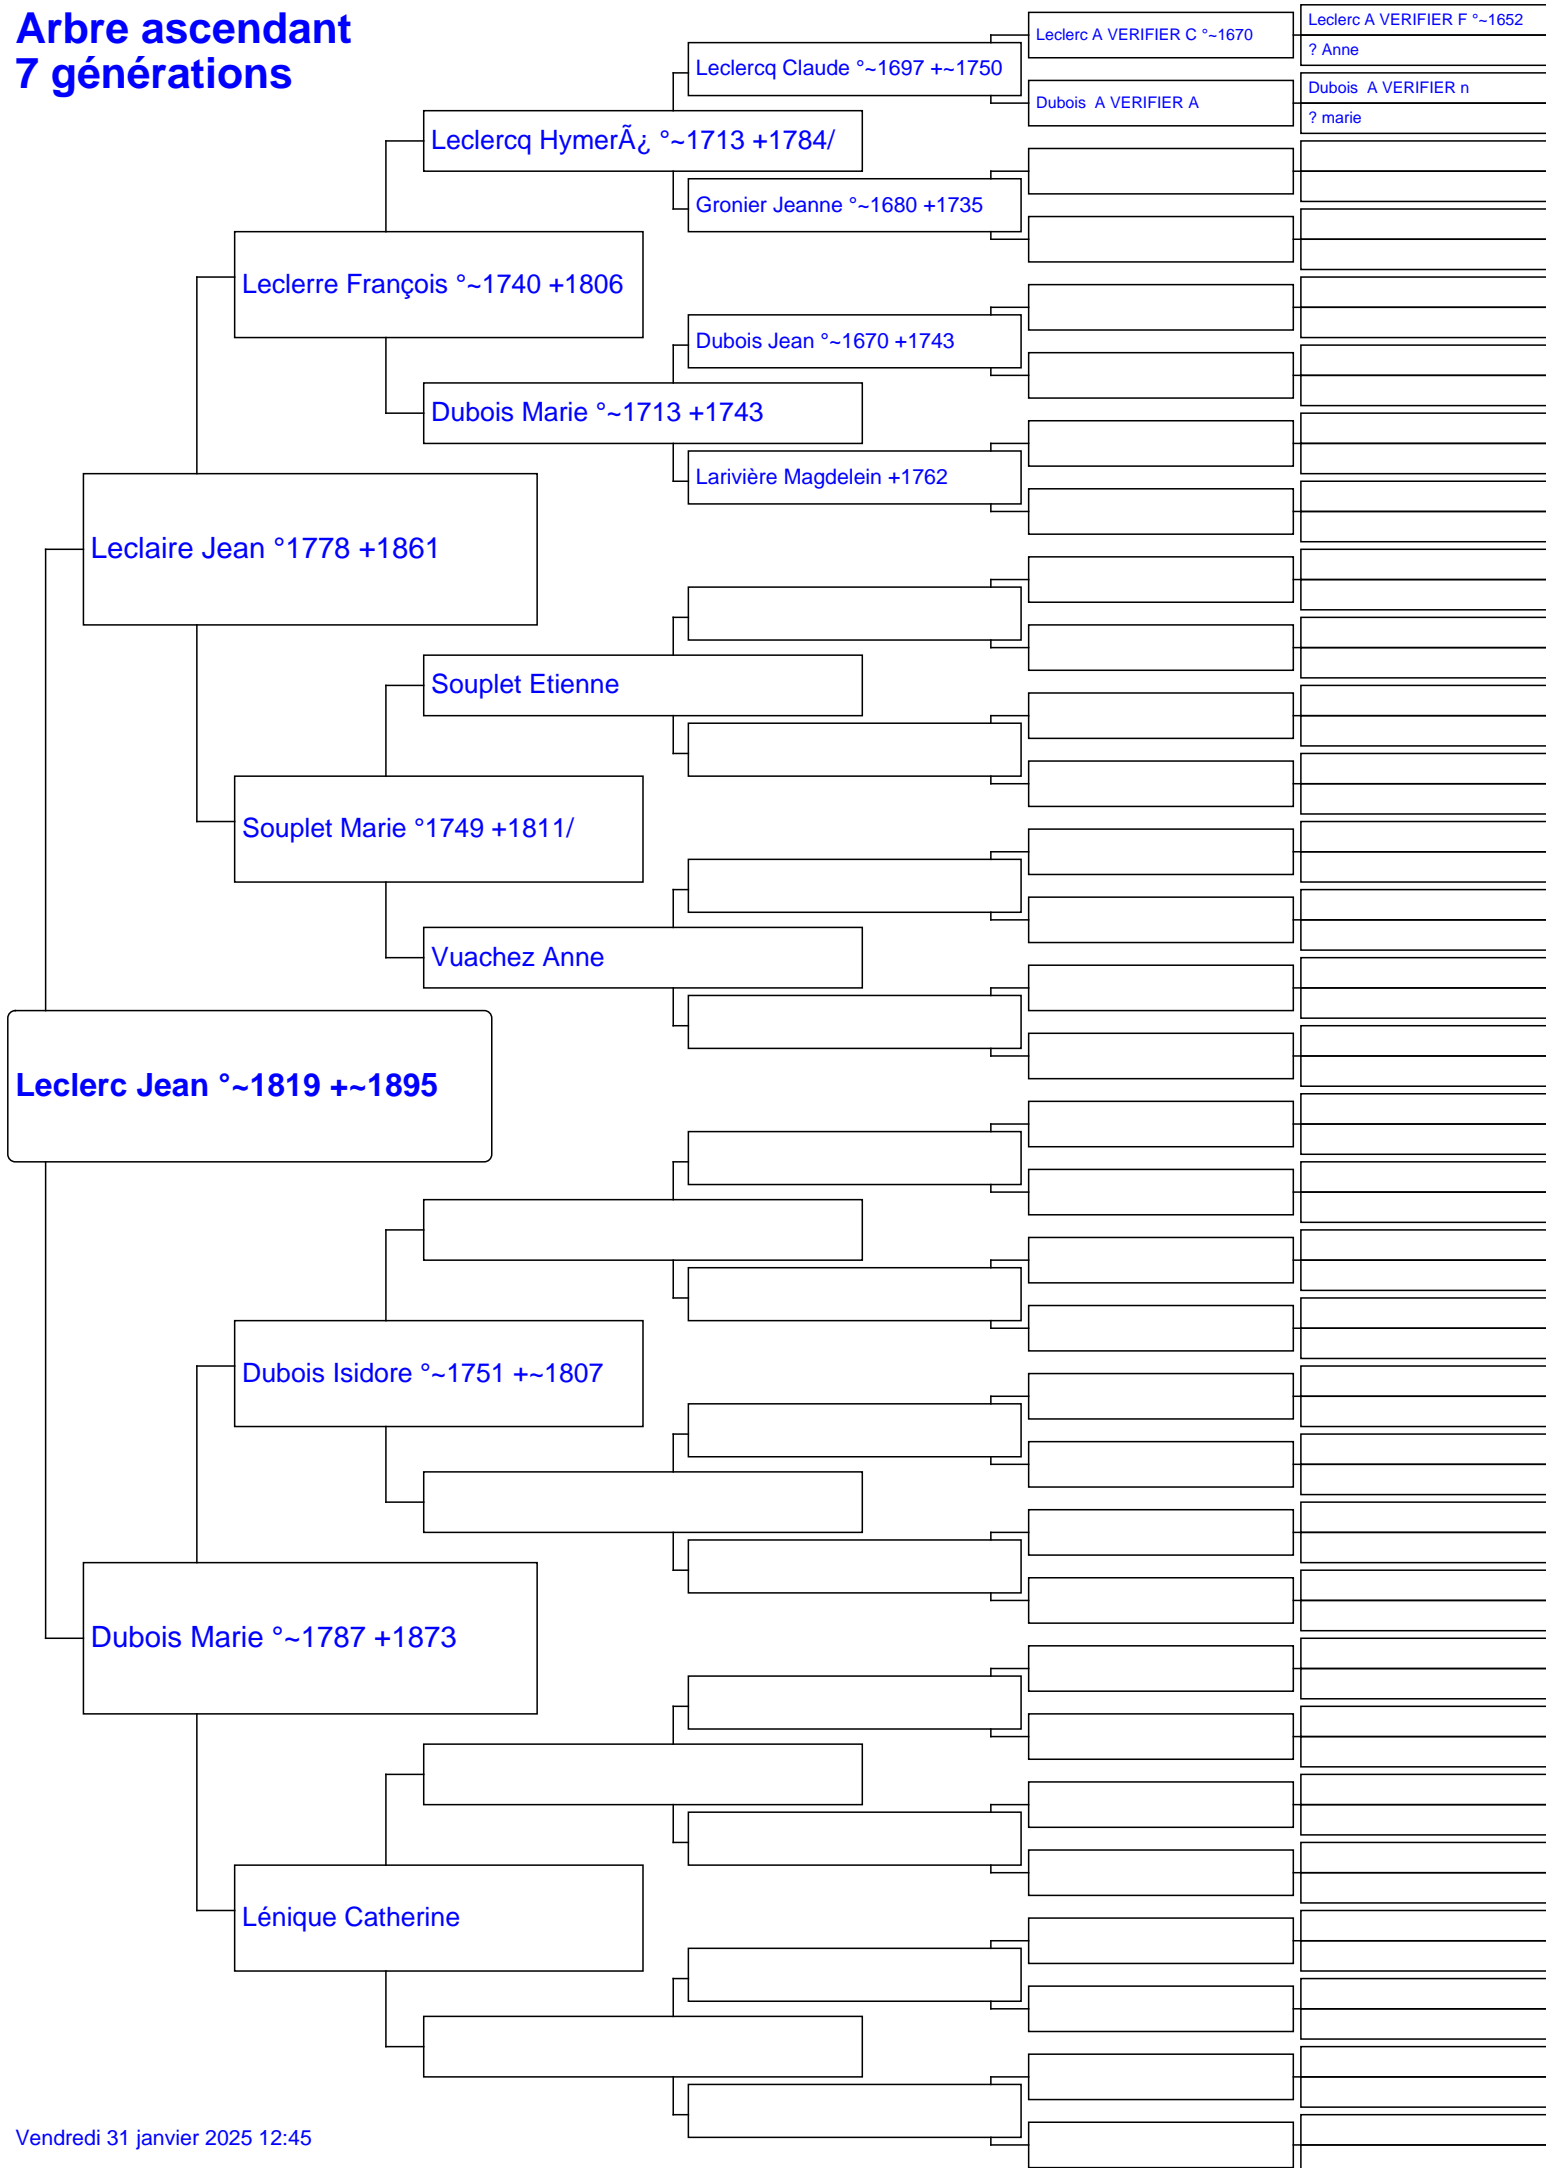 Arbre ascendant
7 générations
Leclerc A VERIFIER F °~1652
Leclerc A VERIFIER C °~1670
? Anne
Leclercq Claude °~1697 +~1750
Dubois  A VERIFIER n
Dubois  A VERIFIER A
? marie
Leclercq HymerÃ¿ °~1713 +1784/
Gronier Jeanne °~1680 +1735
Leclerre François °~1740 +1806
Dubois Jean °~1670 +1743
Dubois Marie °~1713 +1743
Larivière Magdelein +1762
Leclaire Jean °1778 +1861
Souplet Etienne
Souplet Marie °1749 +1811/
Vuachez Anne
Leclerc Jean °~1819 +~1895
Dubois Isidore °~1751 +~1807
Dubois Marie °~1787 +1873
Lénique Catherine
Vendredi 31 janvier 2025 12:45